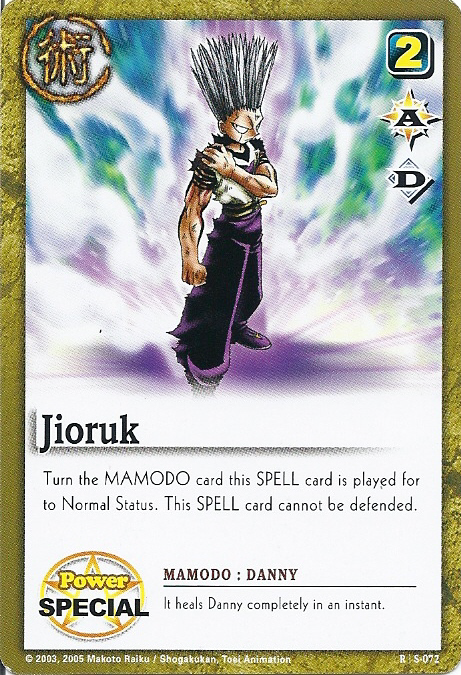 術
2
A
D
Jioruk
Turn the MAMODO card this SPELL card is played for
to Normal Status. This SPELL card cannot be defended.
Power
SPECIAL
MAMODO : DANNY
It heals Danny completely in an instant.
© 2003, 2005 Makoto Raiku / Shogakukan, Toei Animation
R | S-072